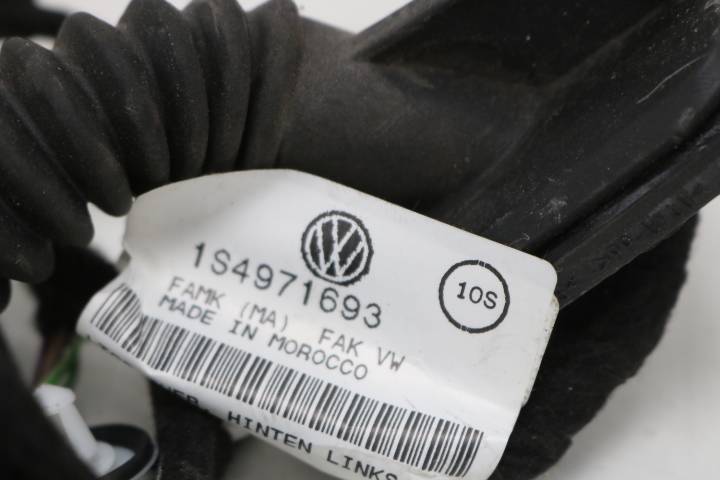 1S4971693
10S
FAMK (MA) FAK VW
MADE IN MOROCCO
HINTEN LINKS